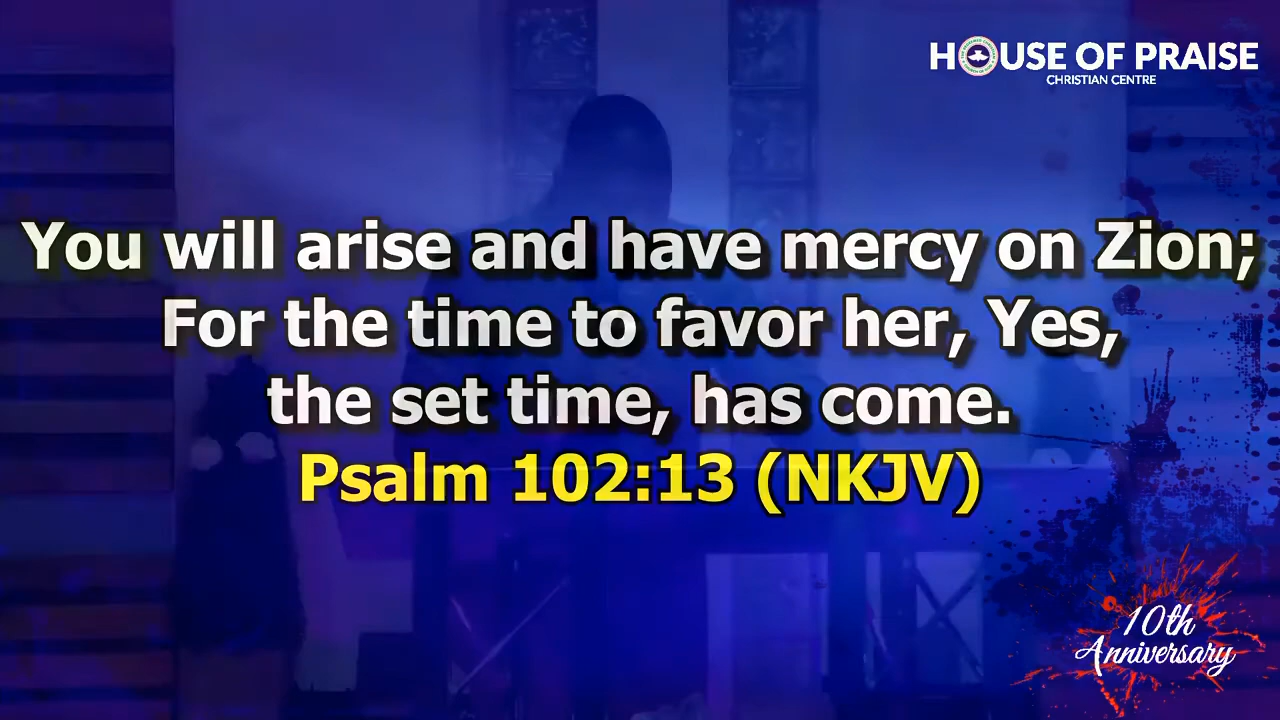 HOUSE OF PRAISE
CHRISTIAN CENTRE
You will arise and have mercy on Zion;
For the time to favor her, Yes,
the set time, has come.
Psalm 102:13 (NKJV)
10th
Anniversary